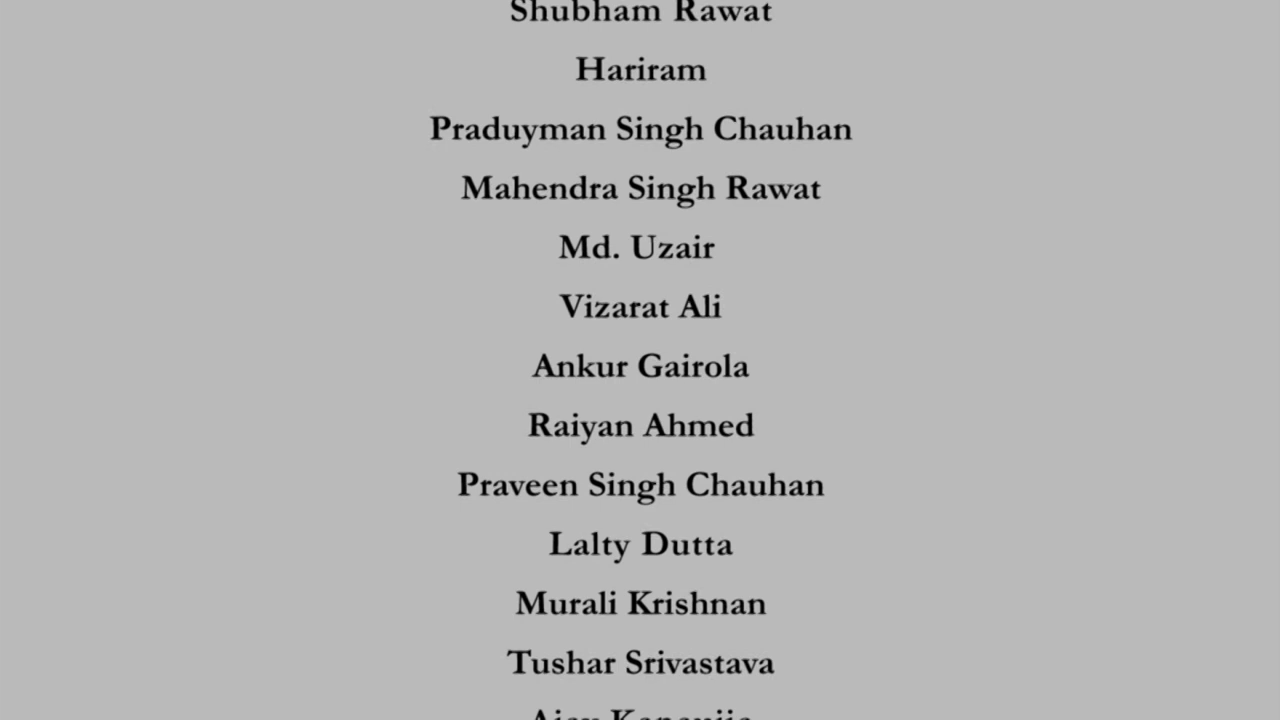 Shubham Rawat
Hariram
Praduyman Singh Chauhan
Mahendra Singh Rawat
Md. Uzair
Vizarat Ali
Ankur Gairola
Raiyan Ahmed
Praveen Singh Chauhan
Lalty Dutta
Murali Krishnan
Tushar Srivastava